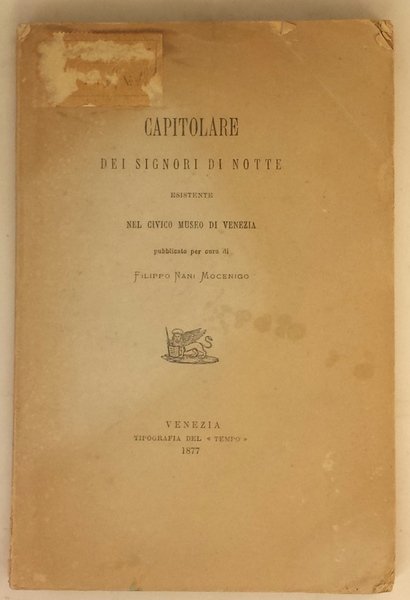 CAPITOLARE
DEI SIGNORI DI NOTTE
ESISTENTE
NEL CIVICO MUSEO DI VENEZIA
pubblicato per cura di
FILIPPO NANI MOCENIGO
VENEZIA
TIPOGRAFIA DEL « TEMPO »
1877